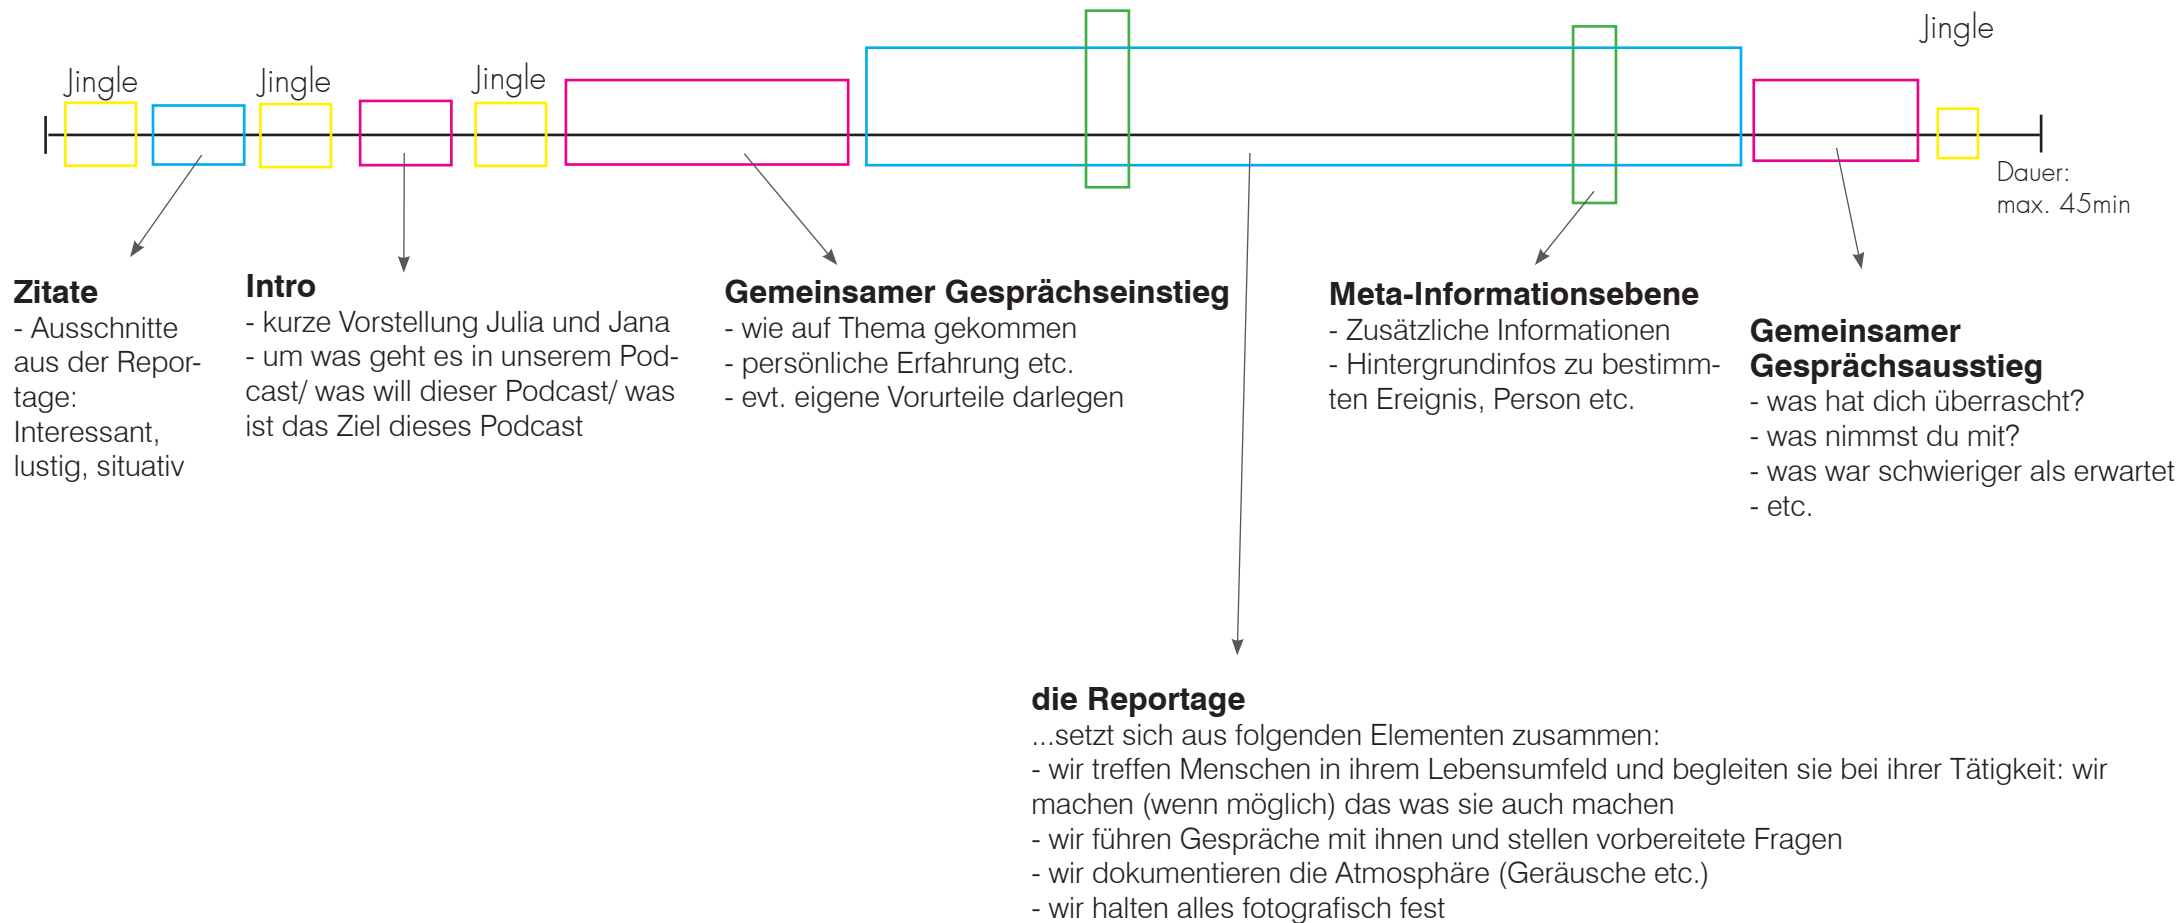 Jingle
Jingle
Jingle
Jingle
Dauer:
max. 45min
Zitate
- Ausschnitte
aus der Repor-
tage:
Interessant,
lustig, situativ
Intro
- kurze Vorstellung Julia und Jana
- um was geht es in unserem Pod-
cast/ was will dieser Podcast/ was
ist das Ziel dieses Podcast
Gemeinsamer Gesprächseinstieg
- wie auf Thema gekommen
- persönliche Erfahrung etc.
- evt. eigene Vorurteile darlegen
Meta-Informationsebene
- Zusätzliche Informationen
- Hintergrundinfos zu bestimm-
ten Ereignis, Person etc.
Gemeinsamer
Gesprächsausstieg
- was hat dich überrascht?
- was nimmst du mit?
- was war schwieriger als erwartet
- etc.
die Reportage
...setzt sich aus folgenden Elementen zusammen:
- wir treffen Menschen in ihrem Lebensumfeld und begleiten sie bei ihrer Tätigkeit: wir
machen (wenn möglich) das was sie auch machen
- wir führen Gespräche mit ihnen und stellen vorbereitete Fragen
- wir dokumentieren die Atmosphäre (Geräusche etc.)
- wir halten alles fotografisch fest